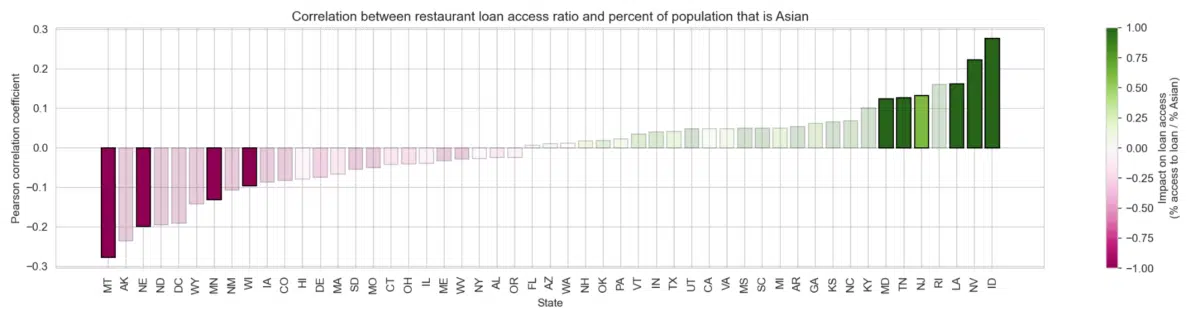 Correlation between restaurant loan access ratio and percent of population that is Asian
Pearson correlation coefficient
0.3
0.2
0.1
0.0
−0.1
−0.2
−0.3
MT AK NE ND DC WY MN NM WI IA CO HI DE MA SD MO CT OH IL ME WV NY AL OR FL AZ WA NH OK PA VT IN TX UT CA VA MS SC MI AR GA KS NC KY MD TN NJ RI LA NV ID
State
1.00
0.75
0.50
0.25
0.00
−0.25
−0.50
−0.75
−1.00
Impact on loan access
(% access to loan / % Asian)